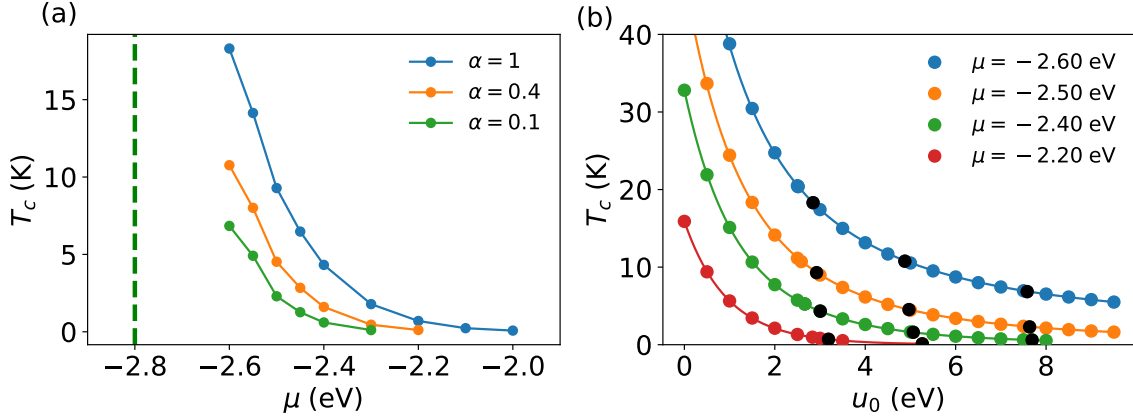 (a)
T_c (K)
15
10
5
0
α = 1
α = 0.4
α = 0.1
−2.8 −2.6 −2.4 −2.2 −2.0
μ (eV)
(b)
T_c (K)
40
30
20
10
0
μ = −2.60 eV
μ = −2.50 eV
μ = −2.40 eV
μ = −2.20 eV
0 2 4 6 8
u_0 (eV)